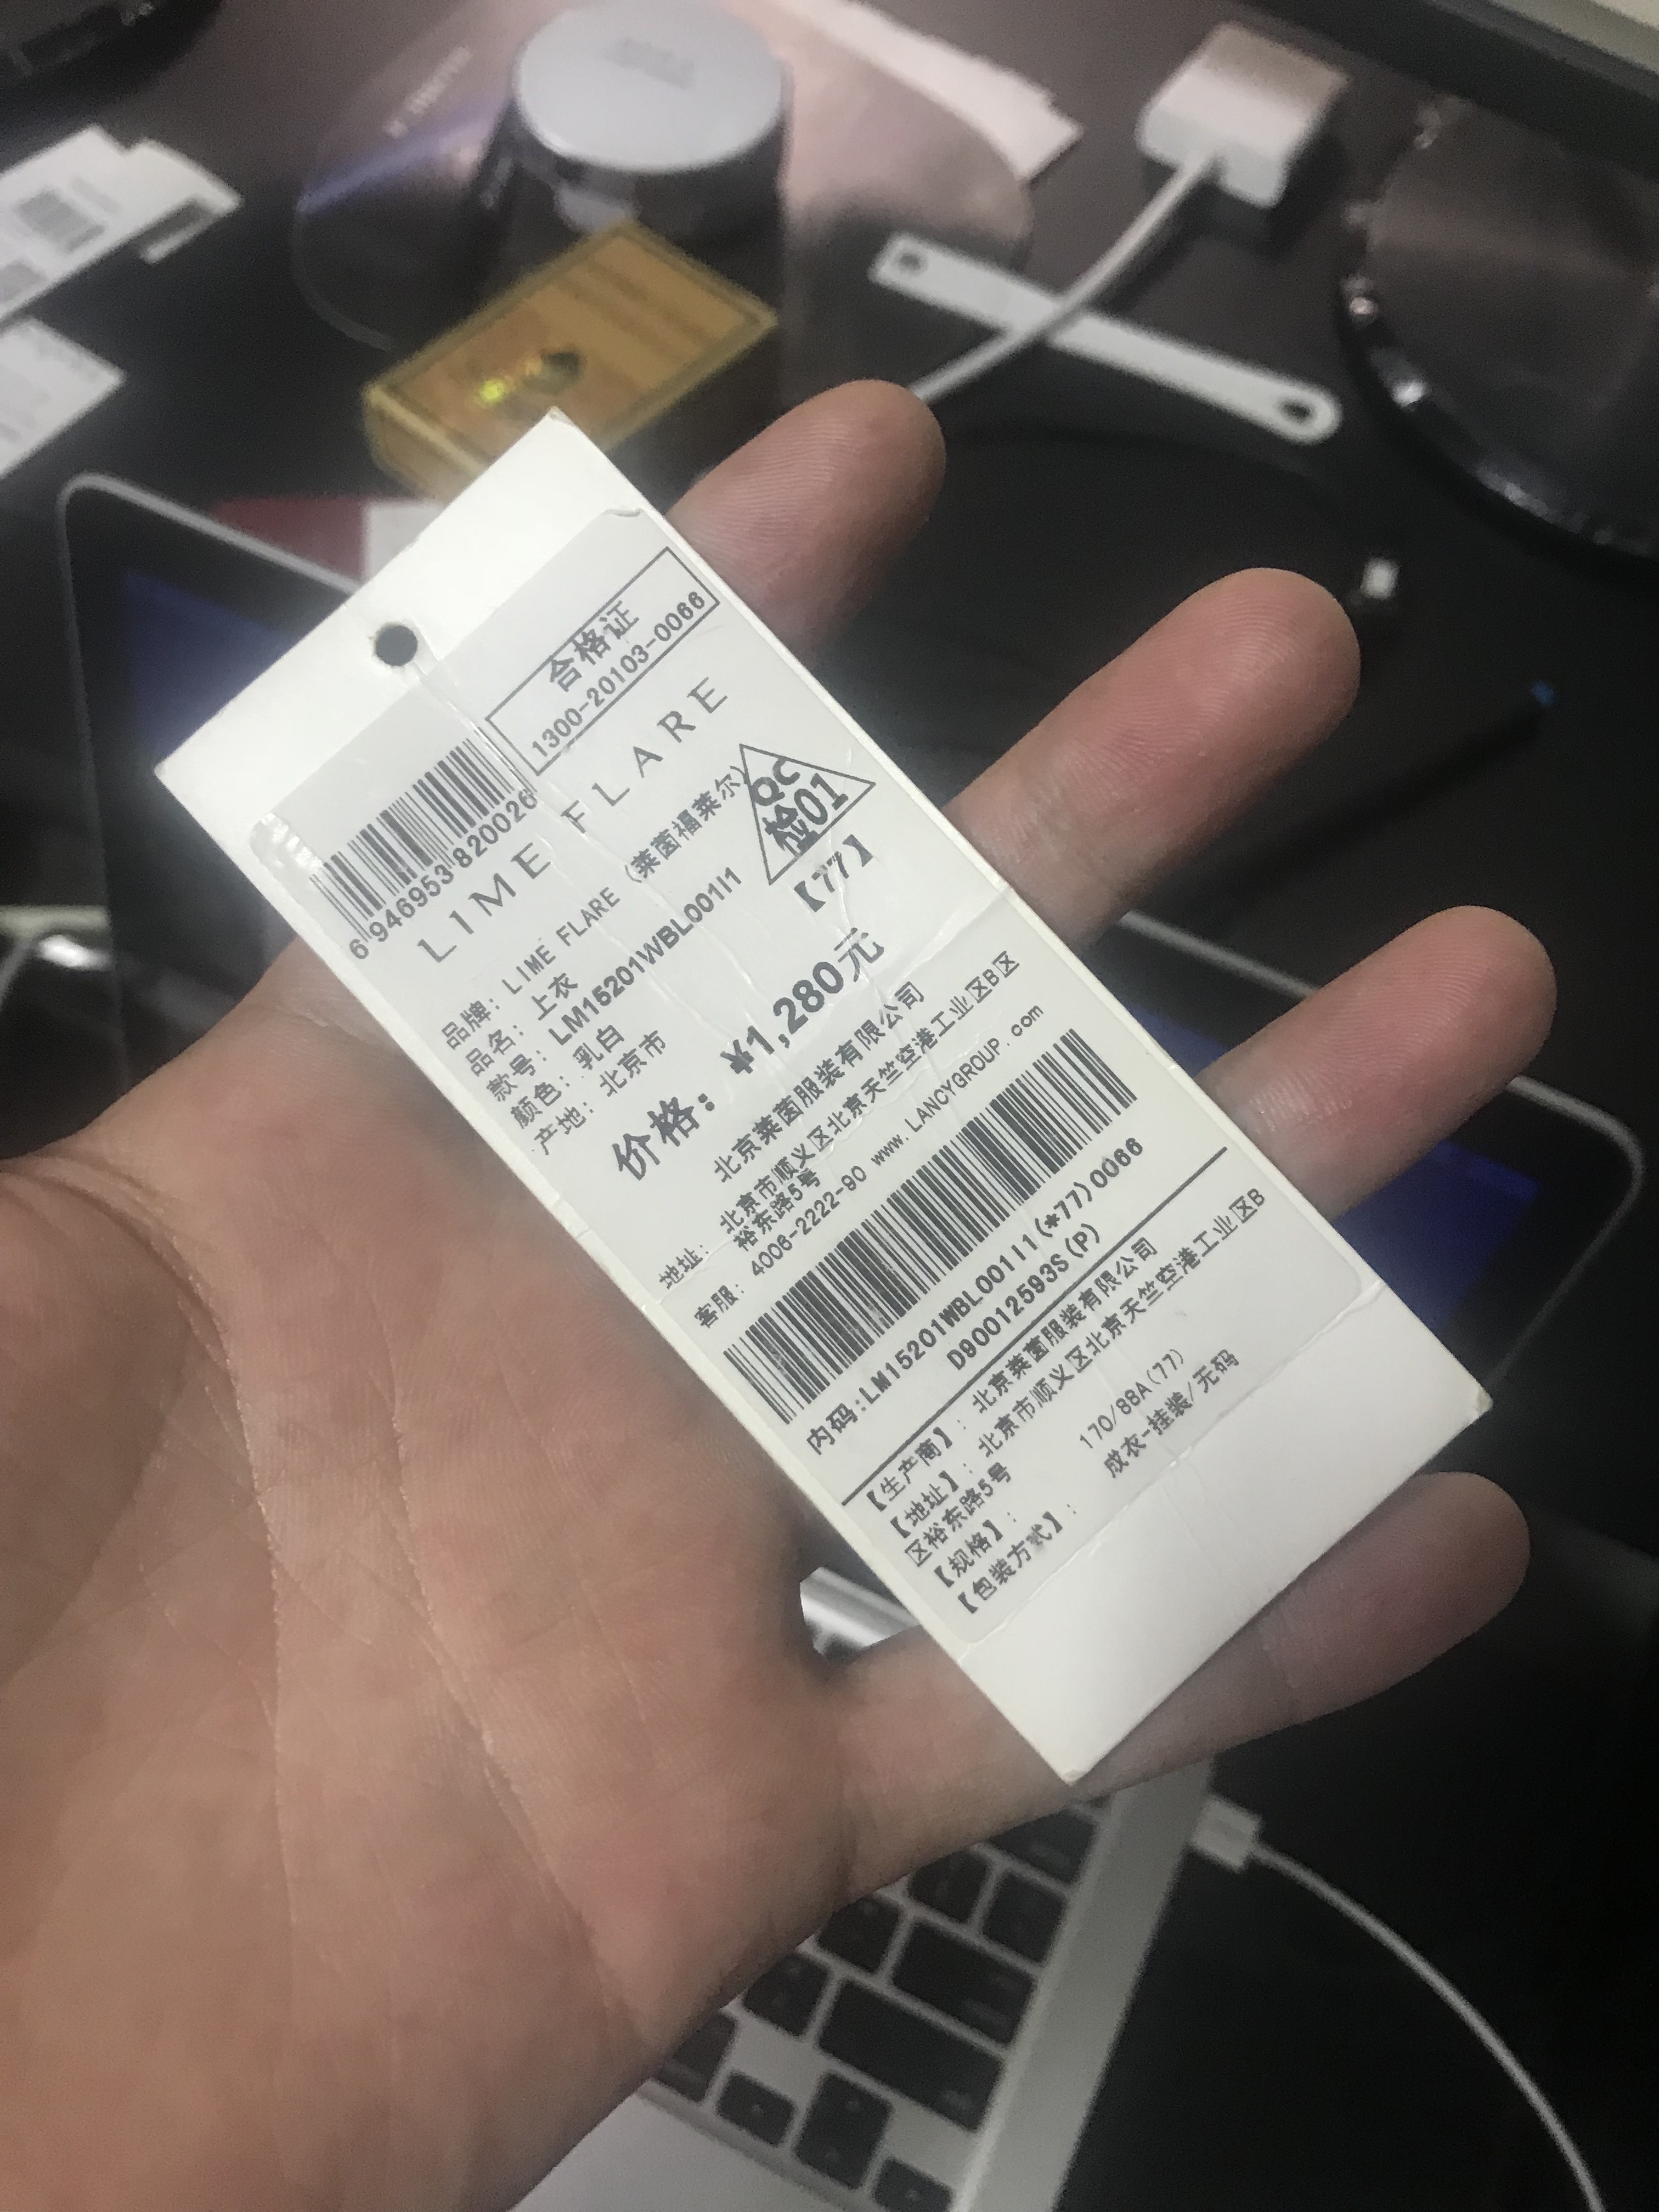 合格证
1300-20103-0066
6 946953 820026
LIME FLARE
品牌: LIME FLARE (莱茵福莱尔)
品名: 上衣
款号: LM15201WBL001I1
颜色: 乳白
产地: 北京市
QC
检01
【77】
价格: ¥1,280元
北京莱茵服装有限公司
地址: 北京市顺义区北京天竺空港工业区B区
裕东路5号
客服: 4006-2222-90 www.LANCYGROUP.com
内码:LM15201WBL001I1(*77)0066
D90012593S(P)
【生产商】: 北京莱茵服装有限公司
【地址】: 北京市顺义区北京天竺空港工业区B
区裕东路5号
【规格】: 170/88A(77)
【包装方式】: 成衣-挂装/无码